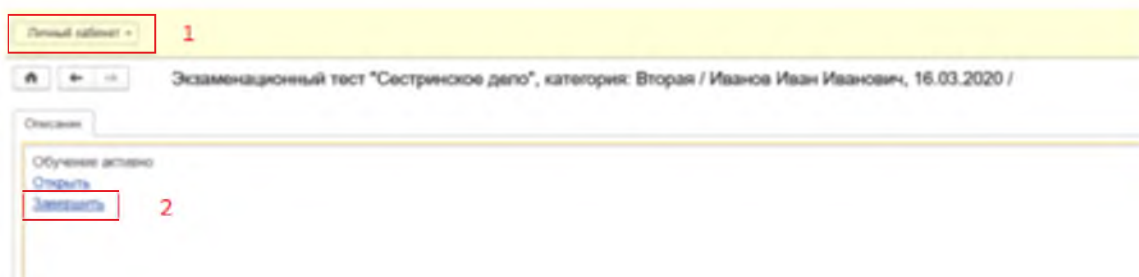 Личный кабинет
1
Экзаменационный тест "Сестринское дело", категория: Вторая / Иванов Иван Иванович, 16.03.2020 /
Описание
Обучение активно
Открыть
Завершить
2